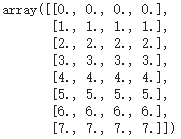 array([[0., 0., 0., 0.],
       [1., 1., 1., 1.],
       [2., 2., 2., 2.],
       [3., 3., 3., 3.],
       [4., 4., 4., 4.],
       [5., 5., 5., 5.],
       [6., 6., 6., 6.],
       [7., 7., 7., 7.]])